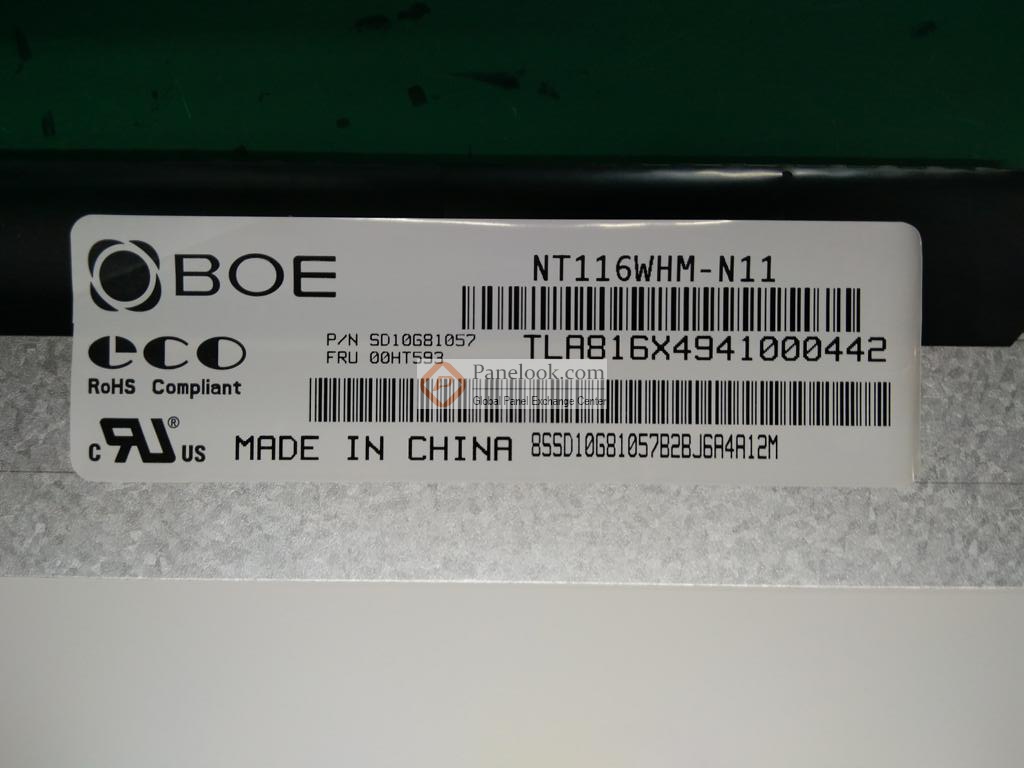 BOE
NT116WHM-N11
P/N SD10G81057
FRU 00HT593
TLA816X4941000442
eco
RoHS Compliant
Panelook.com
Global Panel Exchange Center
c RU ® US
MADE IN CHINA
8SSD10G81057B2BJ6A4A12M